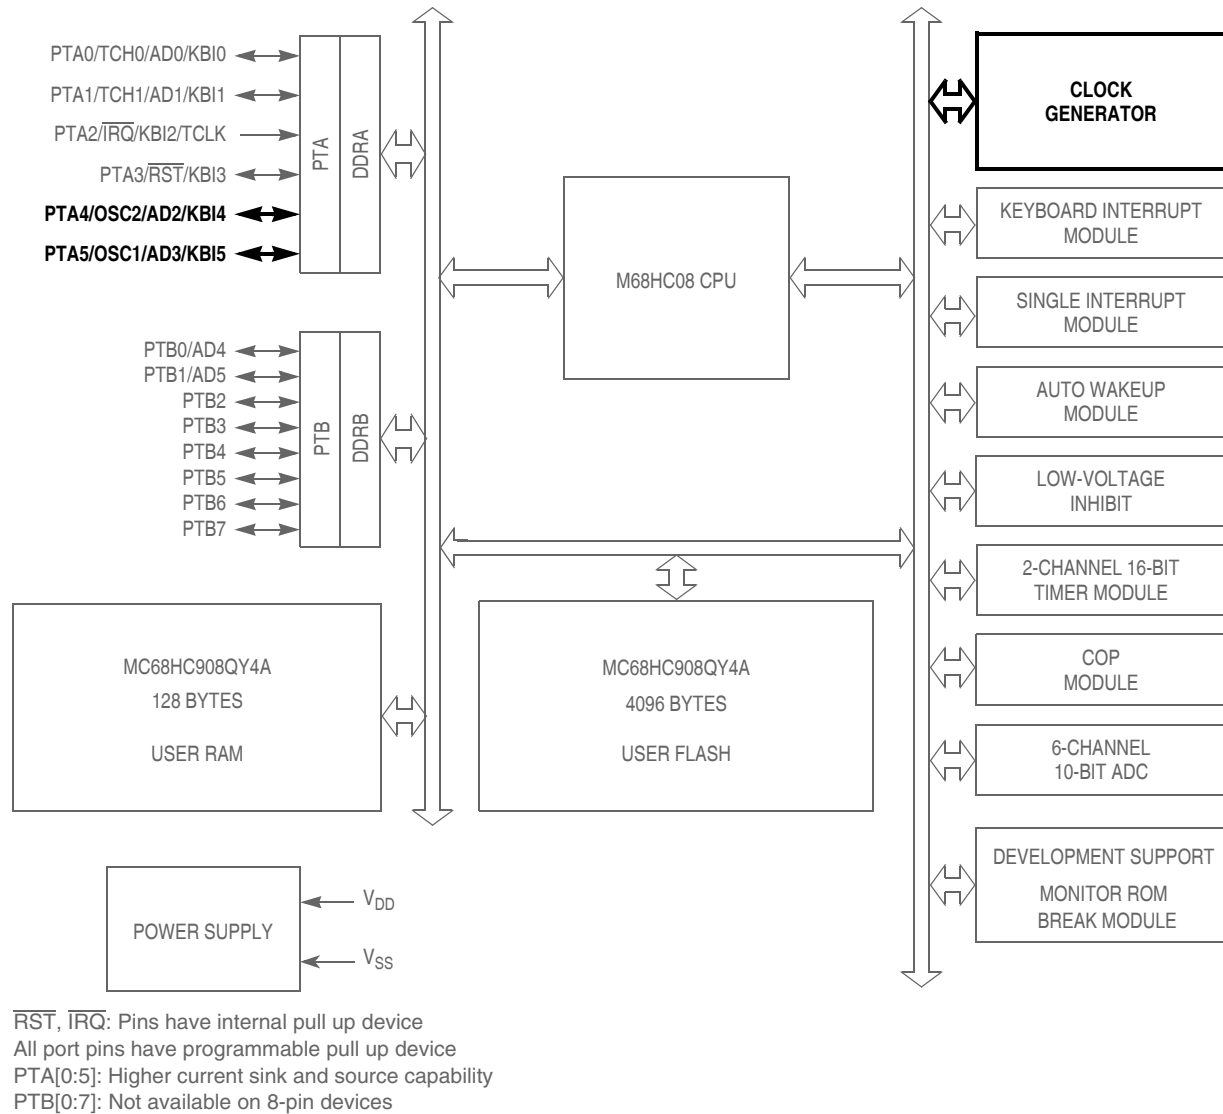 PTA0/TCH0/AD0/KBI0
PTA1/TCH1/AD1/KBI1
PTA2/IRQ/KBI2/TCLK
PTA3/RST/KBI3
PTA4/OSC2/AD2/KBI4
PTA5/OSC1/AD3/KBI5
PTA
DDRA
PTB0/AD4
PTB1/AD5
PTB2
PTB3
PTB4
PTB5
PTB6
PTB7
PTB
DDRB
M68HC08 CPU
MC68HC908QY4A
128 BYTES
USER RAM
MC68HC908QY4A
4096 BYTES
USER FLASH
POWER SUPPLY
VDD
VSS
CLOCK
GENERATOR
KEYBOARD INTERRUPT
MODULE
SINGLE INTERRUPT
MODULE
AUTO WAKEUP
MODULE
LOW-VOLTAGE
INHIBIT
2-CHANNEL 16-BIT
TIMER MODULE
COP
MODULE
6-CHANNEL
10-BIT ADC
DEVELOPMENT SUPPORT
MONITOR ROM
BREAK MODULE
RST, IRQ: Pins have internal pull up device
All port pins have programmable pull up device
PTA[0:5]: Higher current sink and source capability
PTB[0:7]: Not available on 8-pin devices